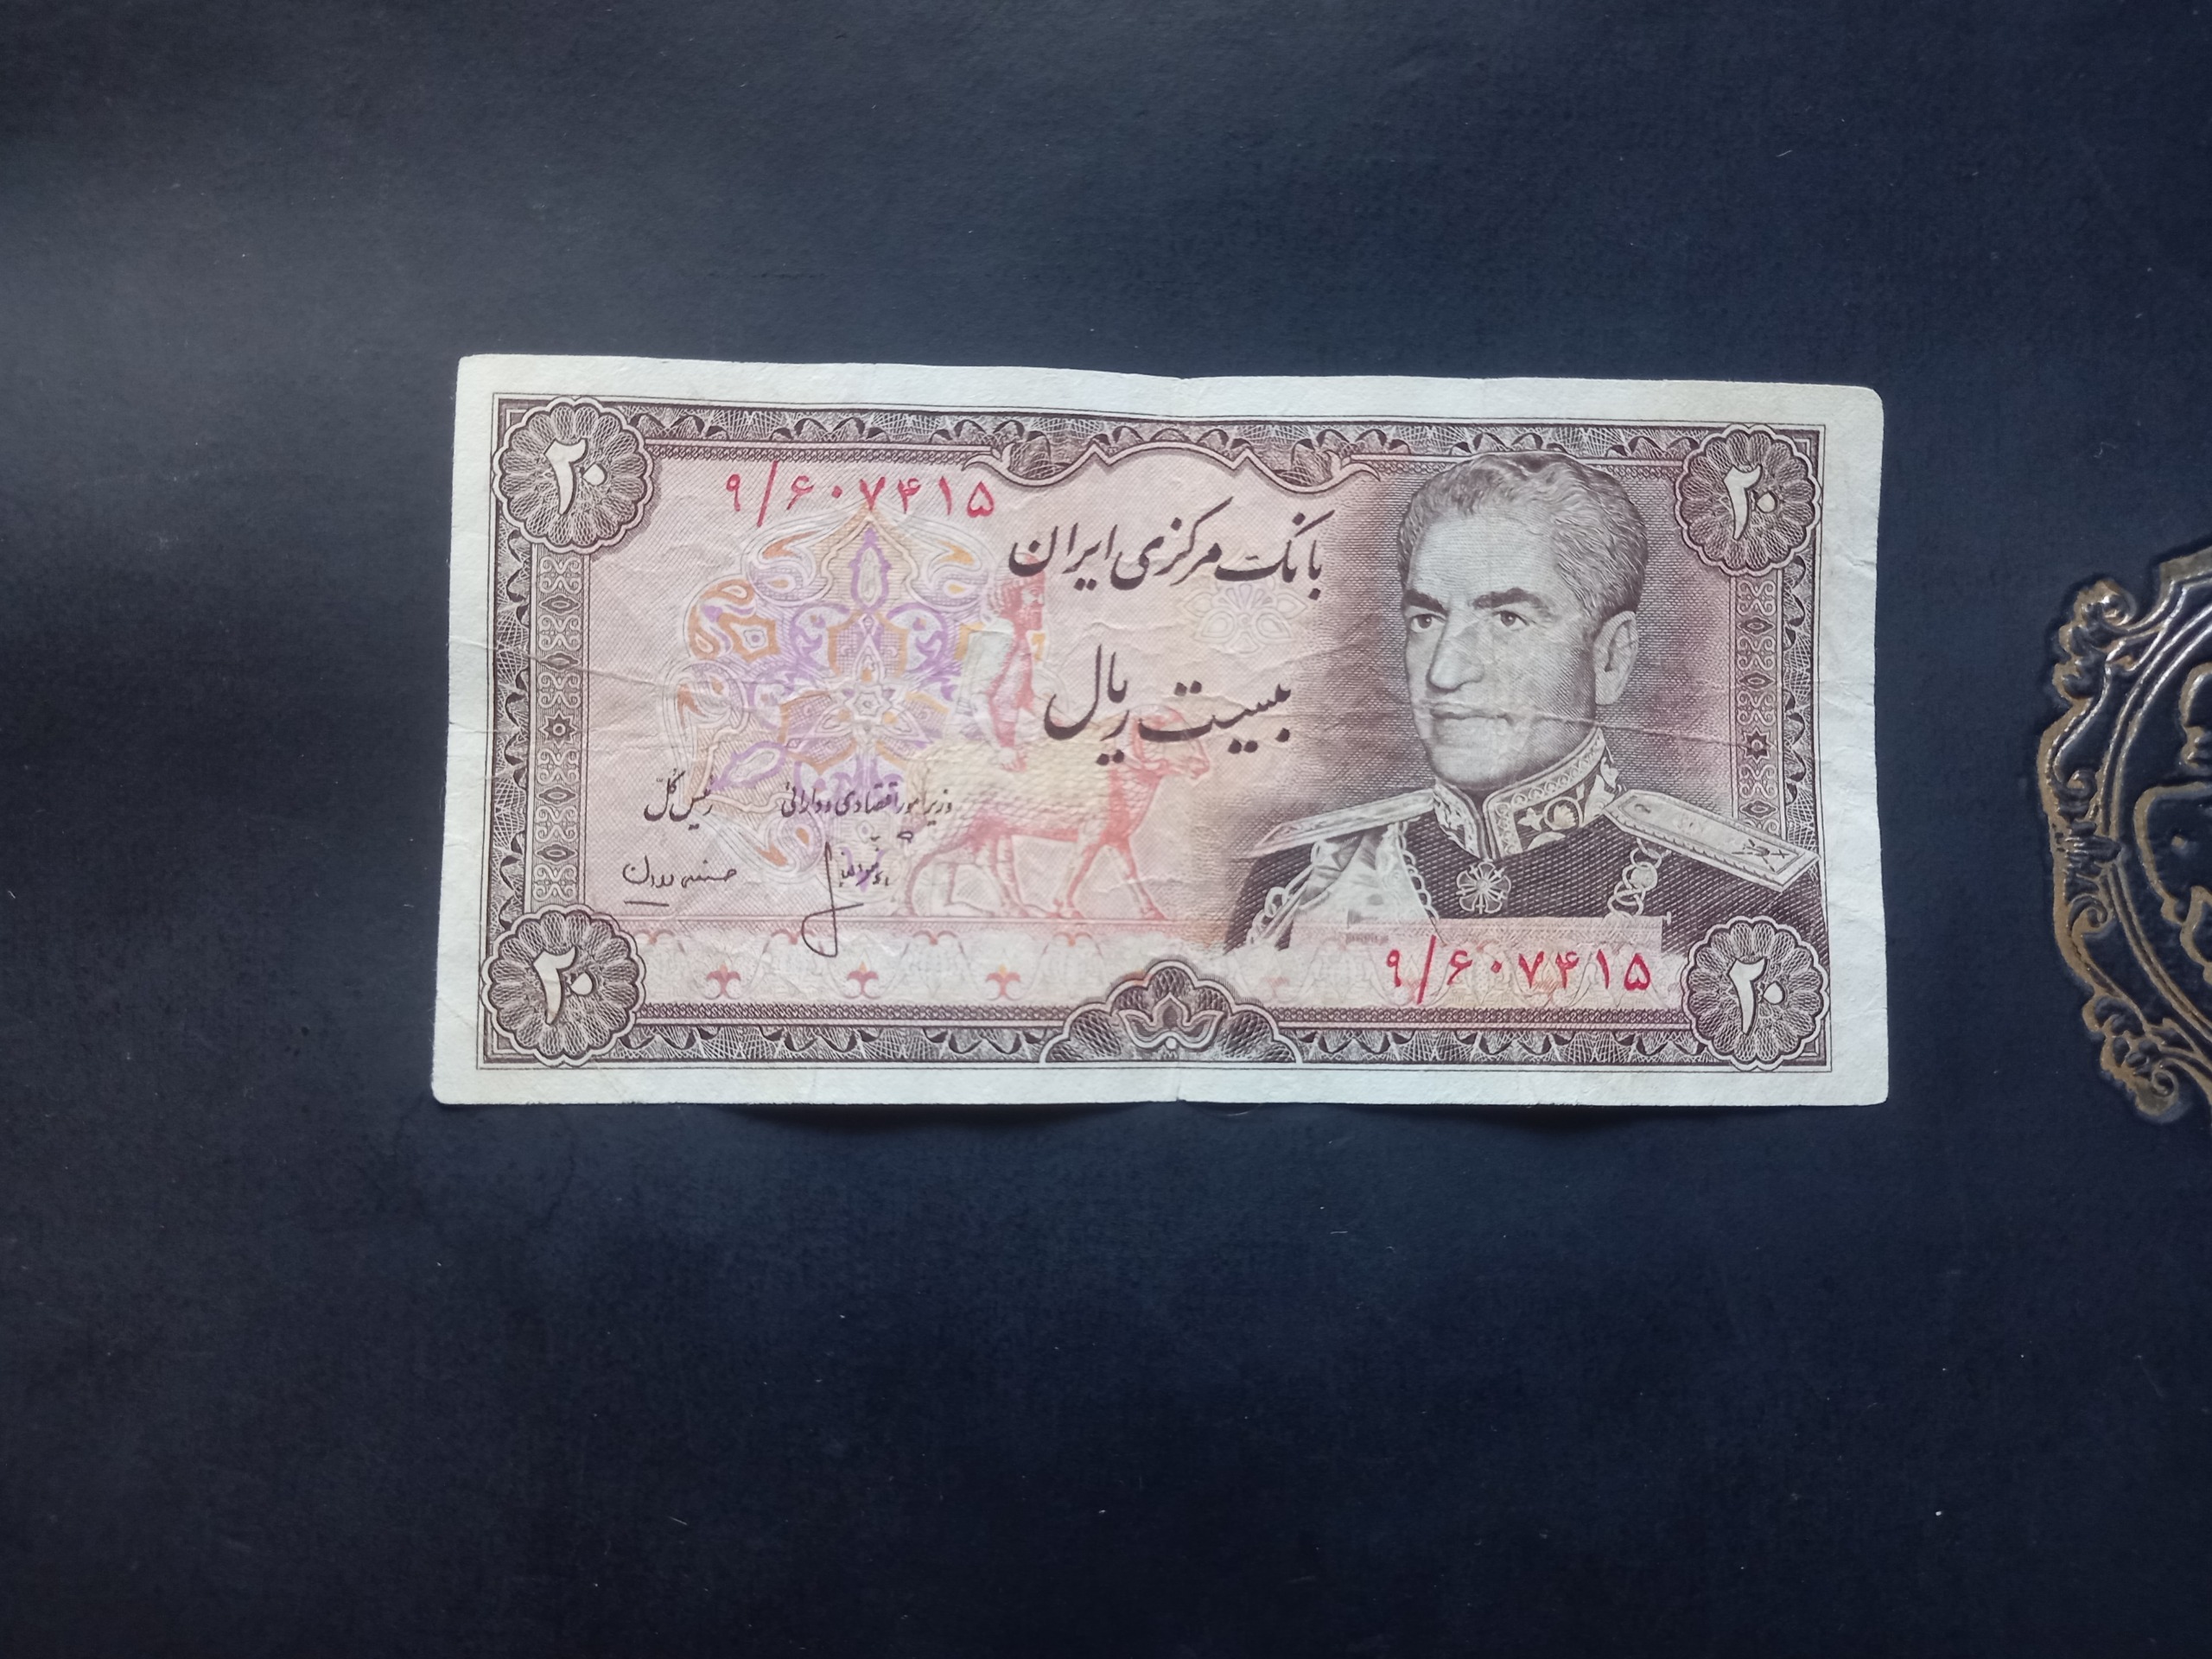 ۲۰
۲۰
۹/۶۰۷۴۱۵
بانک مرکزی ایران
بیست ریال
وزیر امور اقتصادی و دارائی
رئیس کل
۹/۶۰۷۴۱۵
۲۰
۲۰